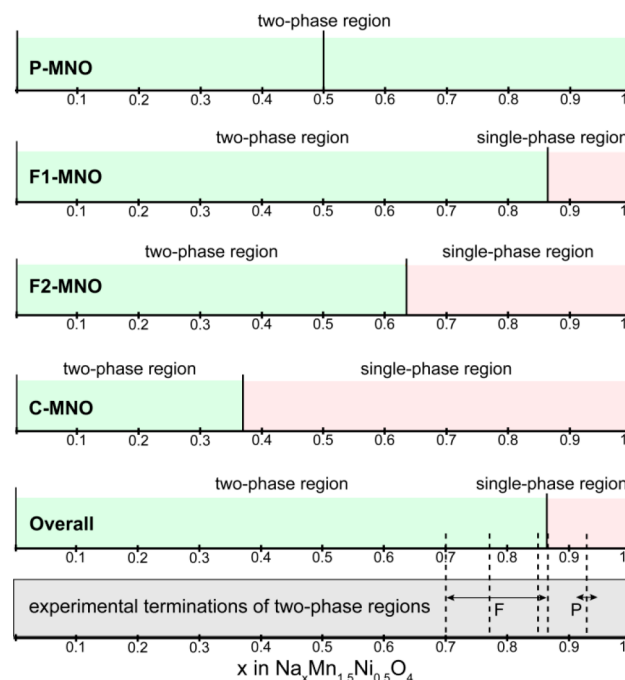 two-phase region
P-MNO
0.1 0.2 0.3 0.4 0.5 0.6 0.7 0.8 0.9 1
two-phase region single-phase region
F1-MNO
0.1 0.2 0.3 0.4 0.5 0.6 0.7 0.8 0.9 1
two-phase region single-phase region
F2-MNO
0.1 0.2 0.3 0.4 0.5 0.6 0.7 0.8 0.9 1
two-phase region single-phase region
C-MNO
0.1 0.2 0.3 0.4 0.5 0.6 0.7 0.8 0.9 1
two-phase region single-phase region
Overall
0.1 0.2 0.3 0.4 0.5 0.6 0.7 0.8 0.9 1
experimental terminations of two-phase regions F P
0.1 0.2 0.3 0.4 0.5 0.6 0.7 0.8 0.9 1
x in NaₓMn₁.₅Ni₀.₅O₄